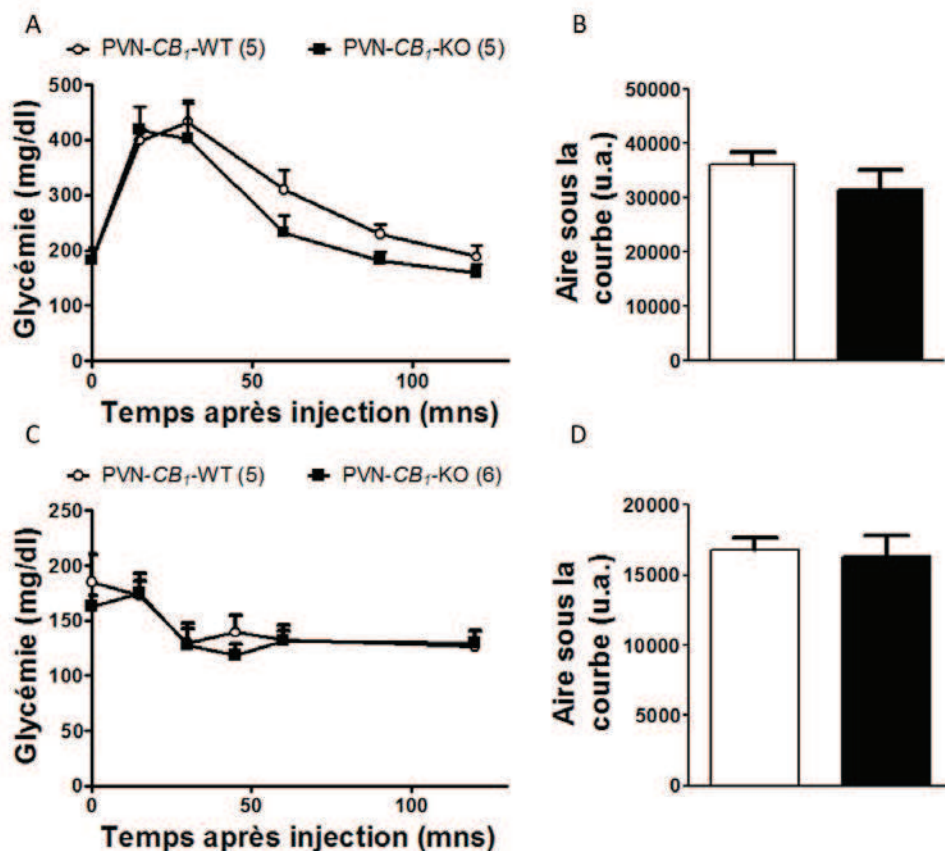 A
PVN-CB₁-WT (5) PVN-CB₁-KO (5)
Glycémie (mg/dl)
500
400
300
200
100
0
0 50 100
Temps après injection (mns)
B
Aire sous la
courbe (u.a.)
50000
40000
30000
20000
10000
0
C
PVN-CB₁-WT (5) PVN-CB₁-KO (6)
Glycémie (mg/dl)
250
200
150
100
50
0
0 50 100
Temps après injection (mns)
D
Aire sous la
courbe (u.a.)
20000
15000
10000
5000
0